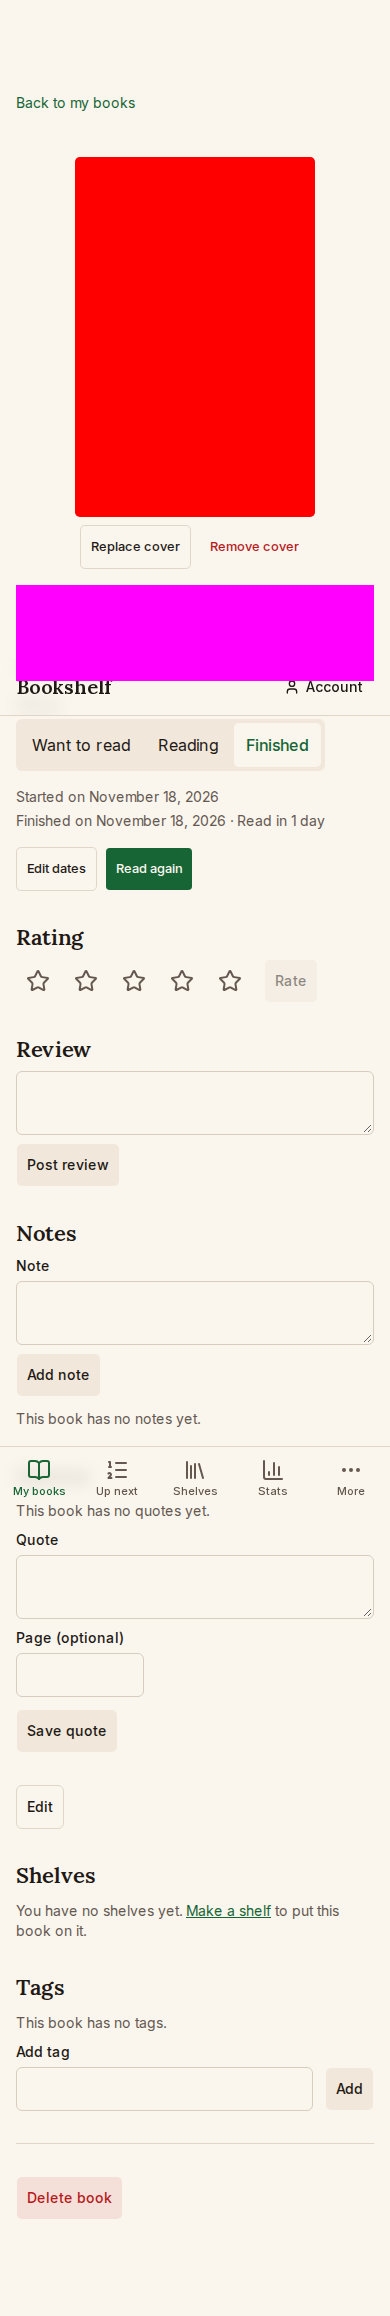 Back to my books
Replace cover
Remove cover
Bookshelf
Account
Want to read
Reading
Finished
Started on November 18, 2026
Finished on November 18, 2026 · Read in 1 day
Edit dates
Read again
Rating
Rate
Review
Post review
Notes
Note
Add note
This book has no notes yet.
My books
Up next
Shelves
Stats
More
This book has no quotes yet.
Quote
Page (optional)
Save quote
Edit
Shelves
You have no shelves yet. Make a shelf to put this
book on it.
Tags
This book has no tags.
Add tag
Add
Delete book